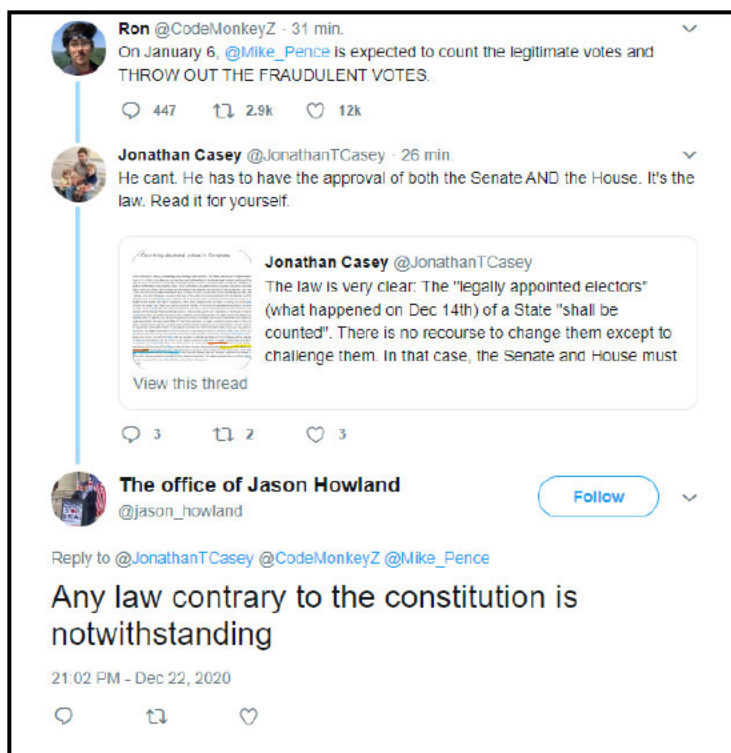 Ron @CodeMonkeyZ · 31 min.
On January 6, @Mike_Pence is expected to count the legitimate votes and
THROW OUT THE FRAUDULENT VOTES.
447 2.9k 12k
Jonathan Casey @JonathanTCasey · 26 min.
He cant. He has to have the approval of both the Senate AND the House. It's the
law. Read it for yourself.
Counting electoral votes in Congress
Jonathan Casey @JonathanTCasey
The law is very clear: The "legally appointed electors"
(what happened on Dec 14th) of a State "shall be
counted". There is no recourse to change them except to
challenge them. In that case, the Senate and House must
View this thread
3 2 3
The office of Jason Howland
@jason_howland
Follow
Reply to @JonathanTCasey @CodeMonkeyZ @Mike_Pence
Any law contrary to the constitution is
notwithstanding
21:02 PM - Dec 22, 2020